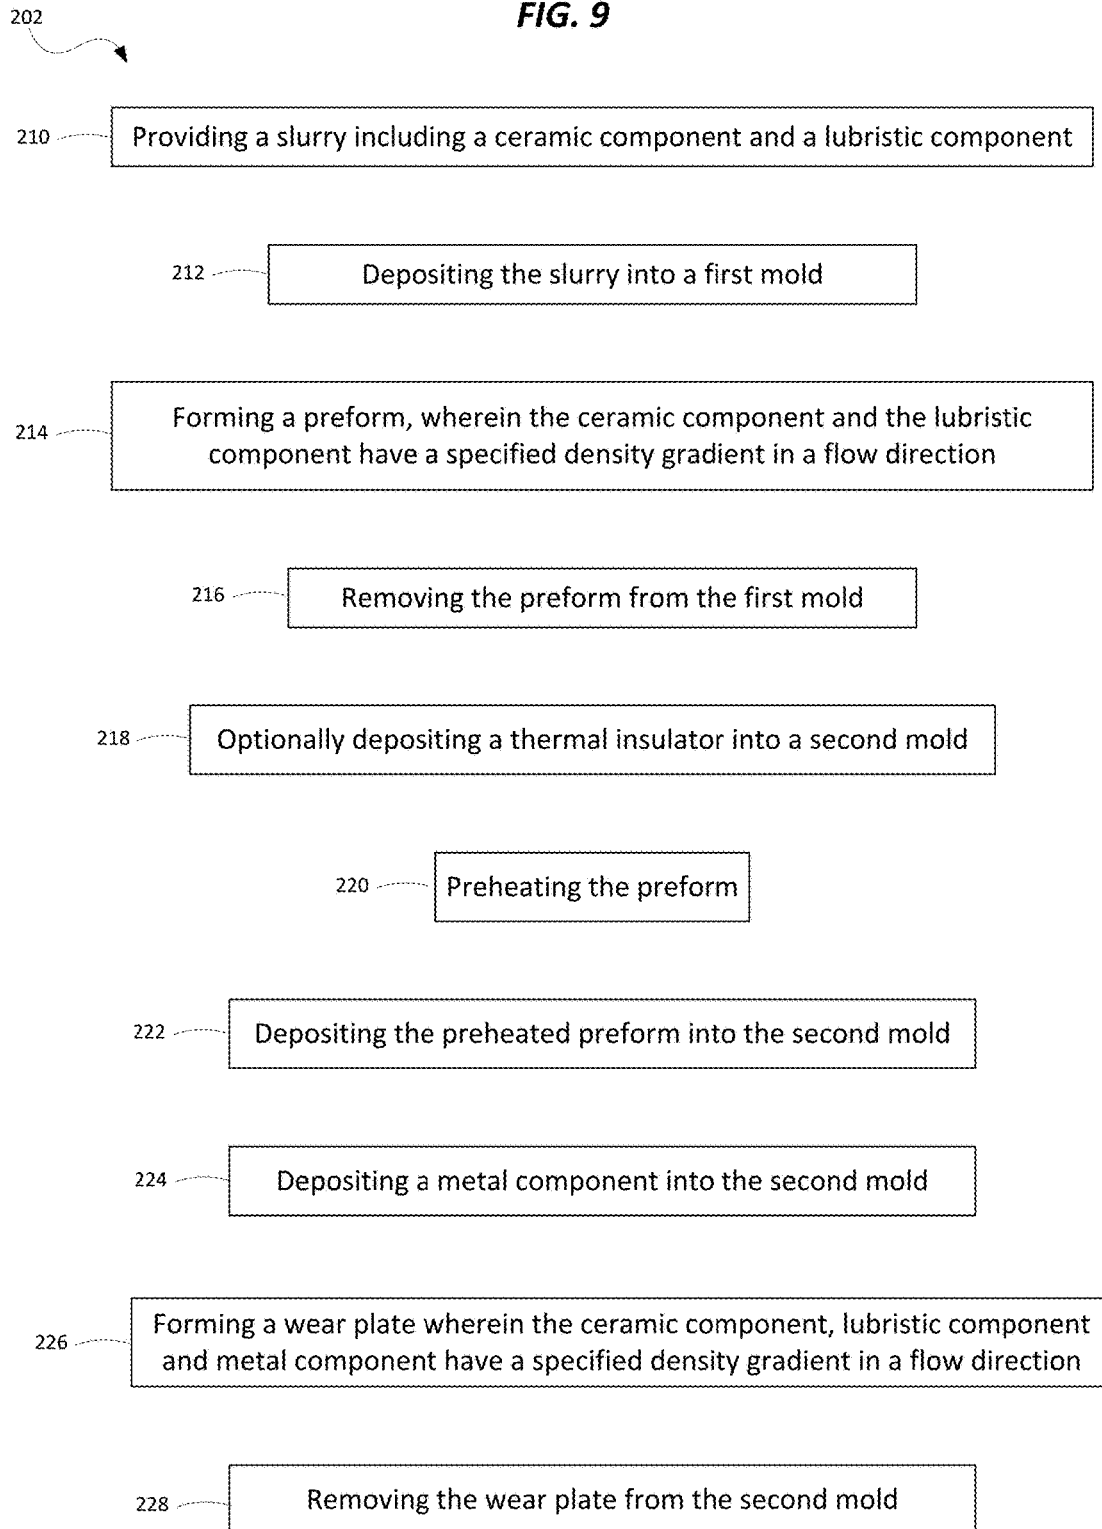 FIG. 9
202
210 Providing a slurry including a ceramic component and a lubristic component
212 Depositing the slurry into a first mold
214 Forming a preform, wherein the ceramic component and the lubristic
component have a specified density gradient in a flow direction
216 Removing the preform from the first mold
218 Optionally depositing a thermal insulator into a second mold
220 Preheating the preform
222 Depositing the preheated preform into the second mold
224 Depositing a metal component into the second mold
226 Forming a wear plate wherein the ceramic component, lubristic component
and metal component have a specified density gradient in a flow direction
228 Removing the wear plate from the second mold